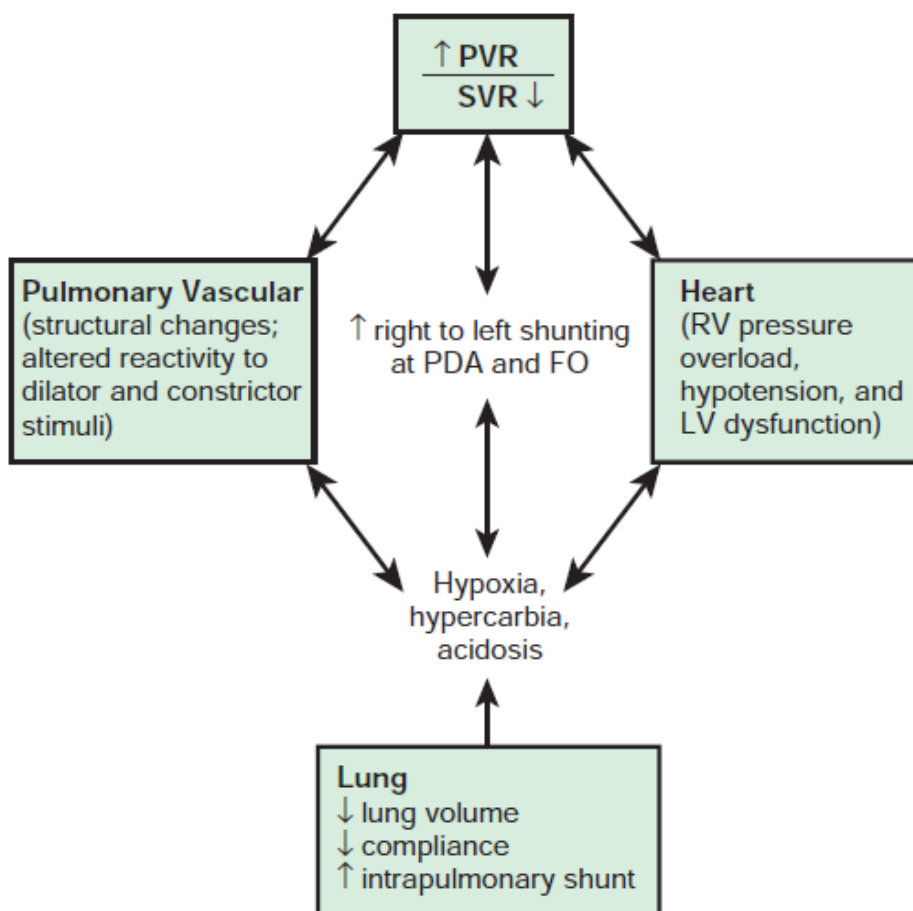 ↑ PVR
SVR ↓
Pulmonary Vascular
(structural changes;
altered reactivity to
dilator and constrictor
stimuli)
↑ right to left shunting
at PDA and FO
Heart
(RV pressure
overload,
hypotension, and
LV dysfunction)
Hypoxia,
hypercarbia,
acidosis
Lung
↓ lung volume
↓ compliance
↑ intrapulmonary shunt